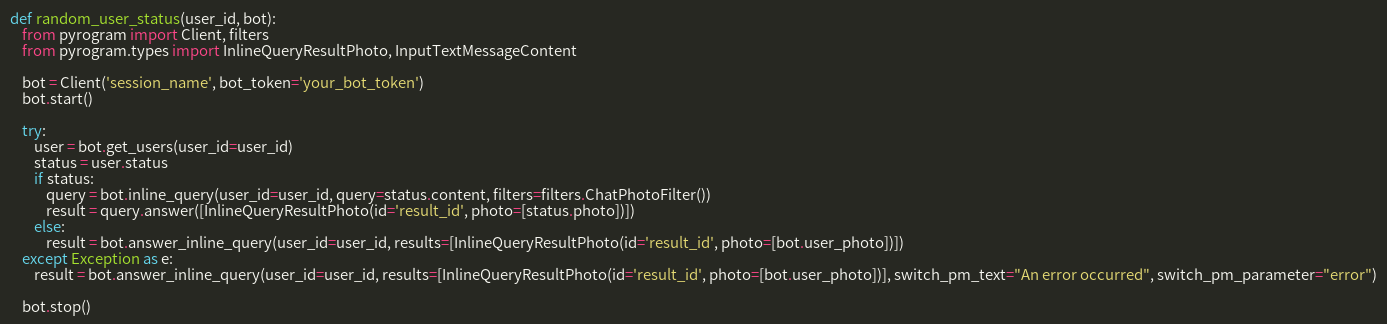 def random_user_status(user_id, bot):
    from pyrogram import Client, filters
    from pyrogram.types import InlineQueryResultPhoto, InputTextMessageContent

    bot = Client('session_name', bot_token='your_bot_token')
    bot.start()

    try:
        user = bot.get_users(user_id=user_id)
        status = user.status
        if status:
            query = bot.inline_query(user_id=user_id, query=status.content, filters=filters.ChatPhotoFilter())
            result = query.answer([InlineQueryResultPhoto(id='result_id', photo=[status.photo])])
        else:
            result = bot.answer_inline_query(user_id=user_id, results=[InlineQueryResultPhoto(id='result_id', photo=[bot.user_photo])])
    except Exception as e:
        result = bot.answer_inline_query(user_id=user_id, results=[InlineQueryResultPhoto(id='result_id', photo=[bot.user_photo])], switch_pm_text="An error occurred", switch_pm_parameter="error")

    bot.stop()